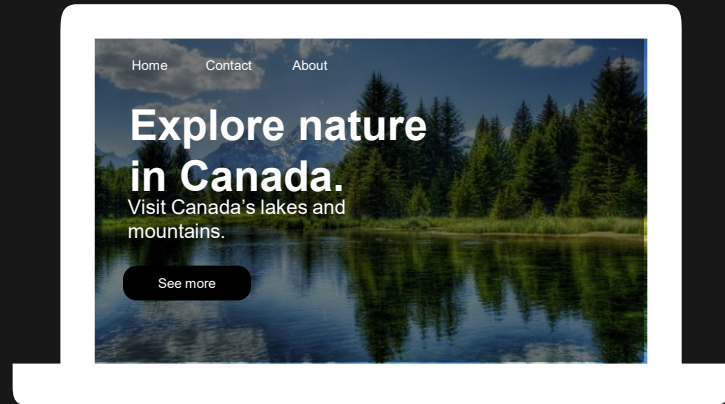 Home Contact About
Explore nature
in Canada.
Visit Canada’s lakes and
mountains.
See more